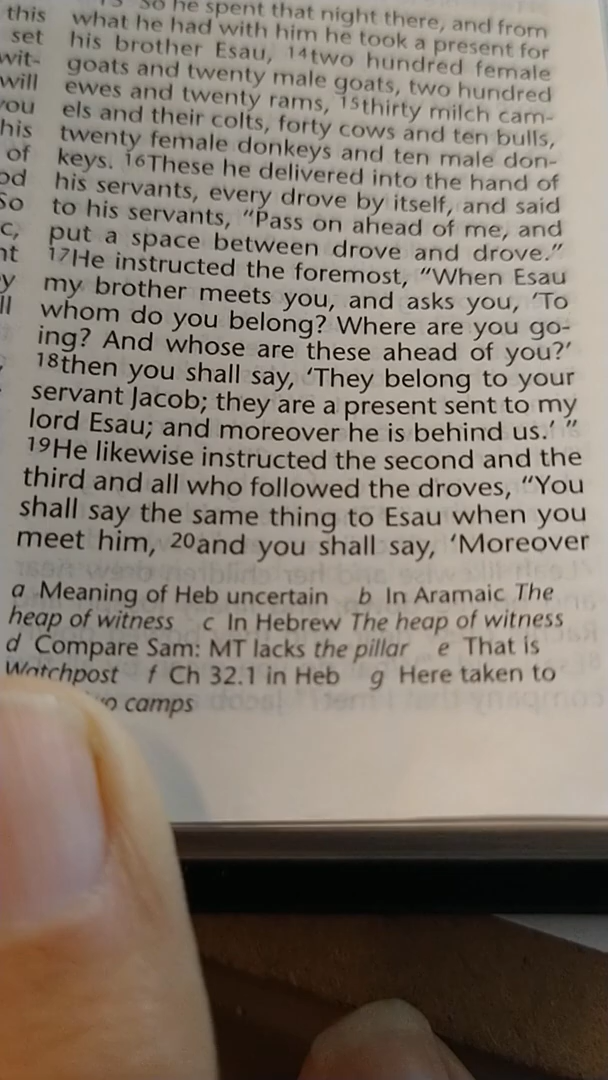 this
set
wit-
will
you
his
of
So
13 So he spent that night there, and from
what he had with him he took a present for
his brother Esau, 14two hundred female
goats and twenty male goats, two hundred
ewes and twenty rams, 15thirty milch cam-
els and their colts, forty cows and ten bulls,
twenty female donkeys and ten male don-
keys. 16These he delivered into the hand of
his servants, every drove by itself, and said
to his servants, “Pass on ahead of me, and
put a space between drove and drove.”
17He instructed the foremost, “When Esau
my brother meets you, and asks you, ‘To
whom do you belong? Where are you go-
ing? And whose are these ahead of you?’
18then you shall say, ‘They belong to your
servant Jacob; they are a present sent to my
lord Esau; and moreover he is behind us.’ ”
19He likewise instructed the second and the
third and all who followed the droves, “You
shall say the same thing to Esau when you
meet him, 20and you shall say, ‘Moreover
a Meaning of Heb uncertain b In Aramaic The
heap of witness c In Hebrew The heap of witness
d Compare Sam: MT lacks the pillar e That is
Watchpost f Ch 32.1 in Heb g Here taken to
camps